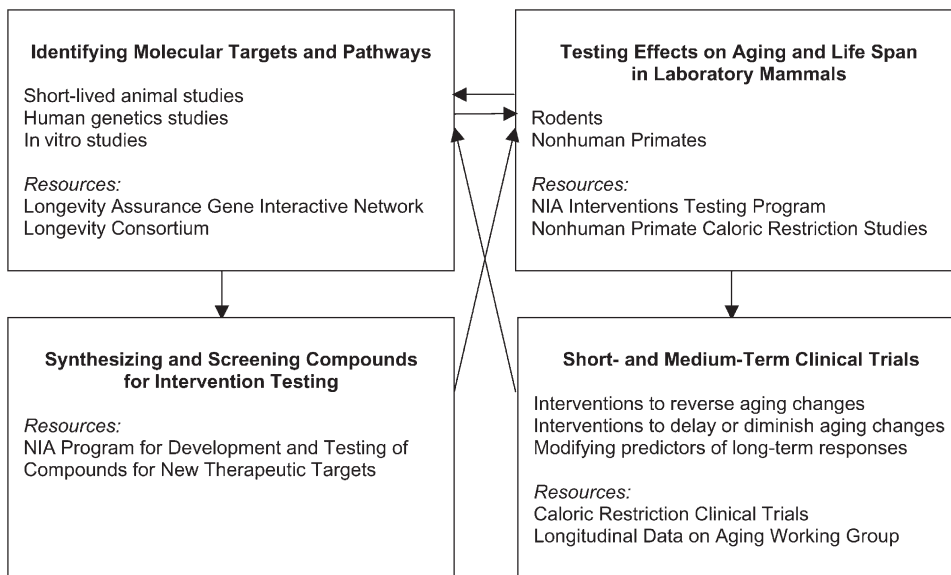 Identifying Molecular Targets and Pathways
Short-lived animal studies
Human genetics studies
In vitro studies
Resources:
Longevity Assurance Gene Interactive Network
Longevity Consortium
Testing Effects on Aging and Life Span
in Laboratory Mammals
Rodents
Nonhuman Primates
Resources:
NIA Interventions Testing Program
Nonhuman Primate Caloric Restriction Studies
Synthesizing and Screening Compounds
for Intervention Testing
Resources:
NIA Program for Development and Testing of
Compounds for New Therapeutic Targets
Short- and Medium-Term Clinical Trials
Interventions to reverse aging changes
Interventions to delay or diminish aging changes
Modifying predictors of long-term responses
Resources:
Caloric Restriction Clinical Trials
Longitudinal Data on Aging Working Group